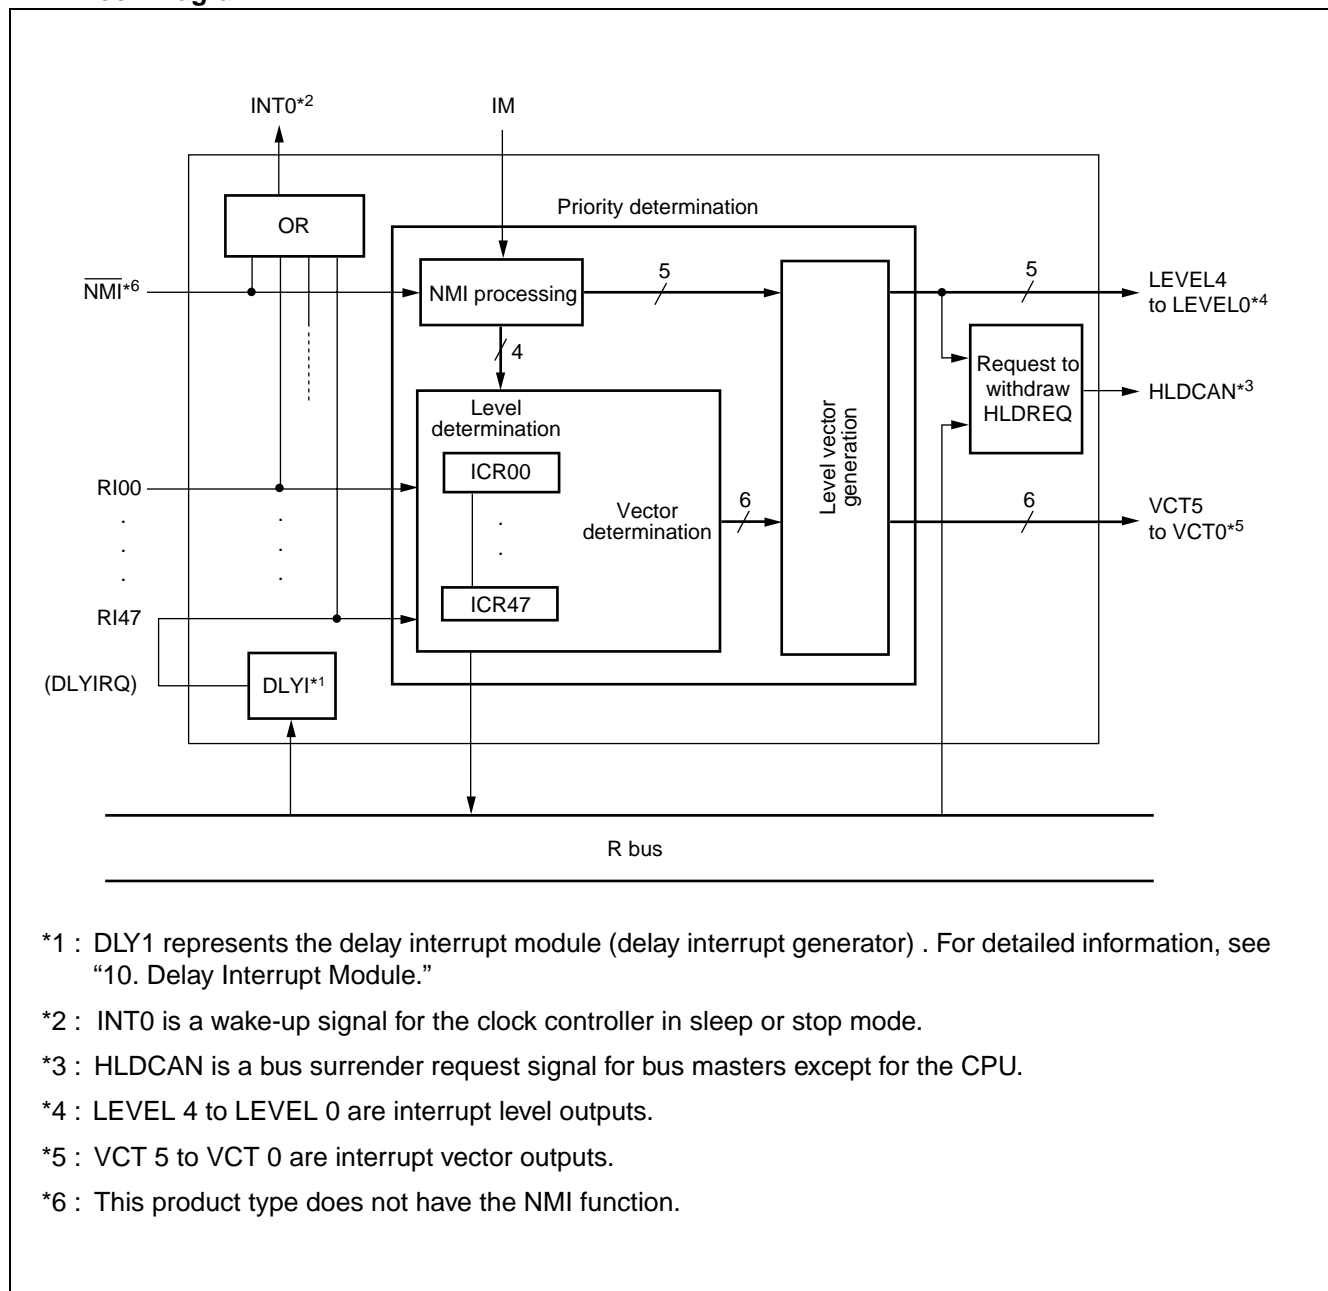 INT0*2
IM
OR
Priority determination
NMI*6
NMI processing
5
5
LEVEL4
to LEVEL0*4
4
Request to
withdraw
HLDREQ
HLDCAN*3
Level
determination
Level vector
generation
ICR00
RI00
.
.
.
.
.
.
.
.
Vector
determination
6
6
VCT5
to VCT0*5
ICR47
RI47
(DLYIRQ)
DLYI*1
R bus
*1 : DLY1 represents the delay interrupt module (delay interrupt generator) . For detailed information, see
“10. Delay Interrupt Module.”
*2 : INT0 is a wake-up signal for the clock controller in sleep or stop mode.
*3 : HLDCAN is a bus surrender request signal for bus masters except for the CPU.
*4 : LEVEL 4 to LEVEL 0 are interrupt level outputs.
*5 : VCT 5 to VCT 0 are interrupt vector outputs.
*6 : This product type does not have the NMI function.